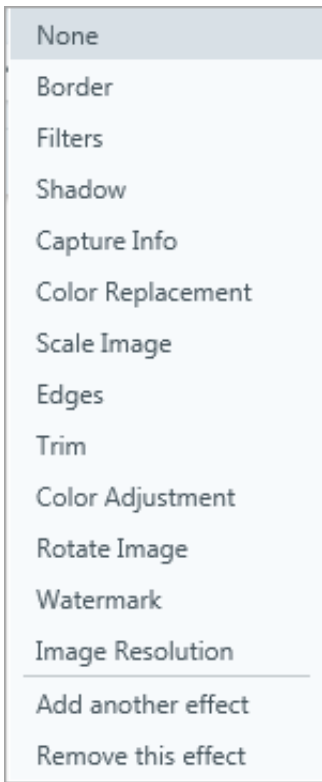 None
Border
Filters
Shadow
Capture Info
Color Replacement
Scale Image
Edges
Trim
Color Adjustment
Rotate Image
Watermark
Image Resolution
Add another effect
Remove this effect